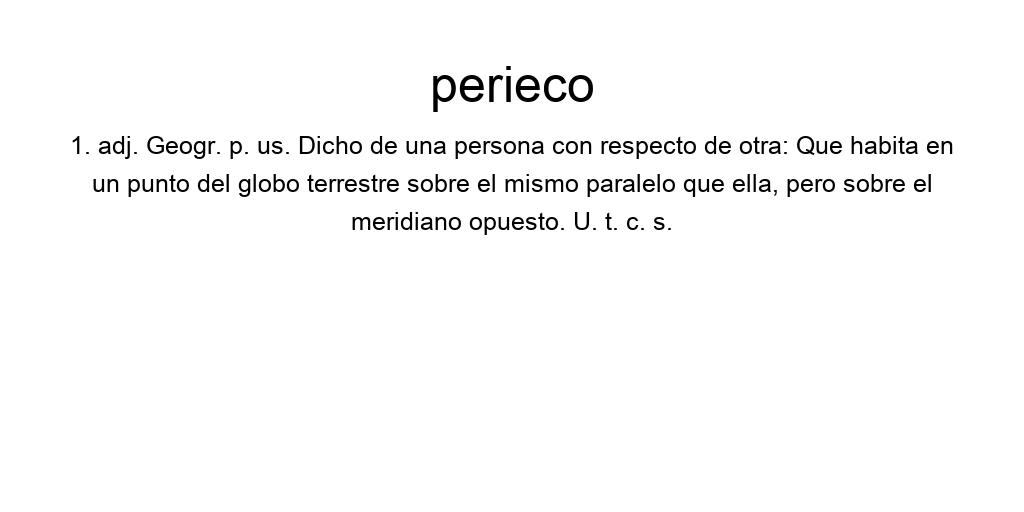 perieco
1. adj. Geogr. p. us. Dicho de una persona con respecto de otra: Que habita en
un punto del globo terrestre sobre el mismo paralelo que ella, pero sobre el
meridiano opuesto. U. t. c. s.